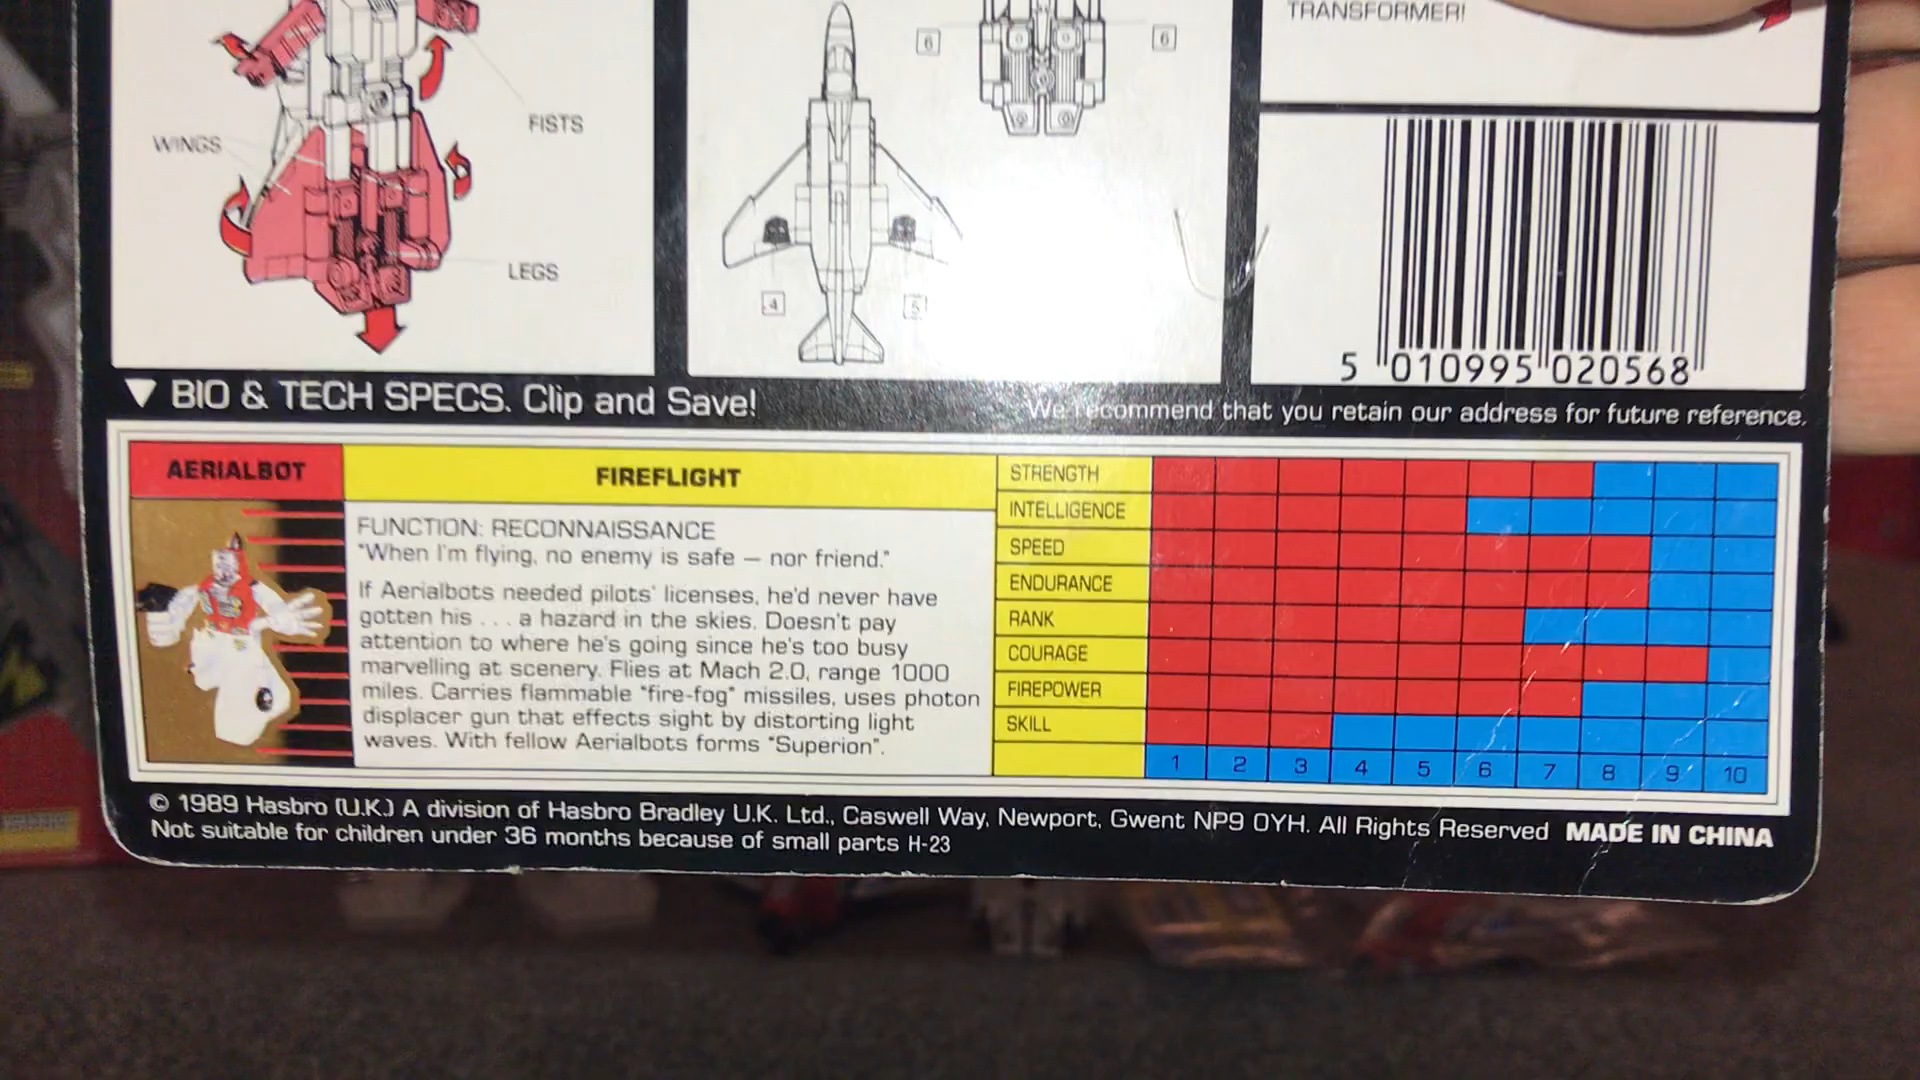 TRANSFORMER!
6
6
FISTS
WINGS
LEGS
4
5
5 010995 020568
▼ BIO & TECH SPECS. Clip and Save!
We recommend that you retain our address for future reference.
AERIALBOT
FIREFLIGHT
FUNCTION: RECONNAISSANCE
"When I'm flying, no enemy is safe — nor friend."
If Aerialbots needed pilots' licenses, he'd never have
gotten his . . . a hazard in the skies. Doesn't pay
attention to where he's going since he's too busy
marvelling at scenery. Flies at Mach 2.0, range 1000
miles. Carries flammable "fire-fog" missiles, uses photon
displacer gun that effects sight by distorting light
waves. With fellow Aerialbots forms "Superion".
STRENGTH
INTELLIGENCE
SPEED
ENDURANCE
RANK
COURAGE
FIREPOWER
SKILL
1 2 3 4 5 6 7 8 9 10
© 1989 Hasbro (U.K.) A division of Hasbro Bradley U.K. Ltd., Caswell Way, Newport, Gwent NP9 0YH. All Rights Reserved MADE IN CHINA
Not suitable for children under 36 months because of small parts H-23